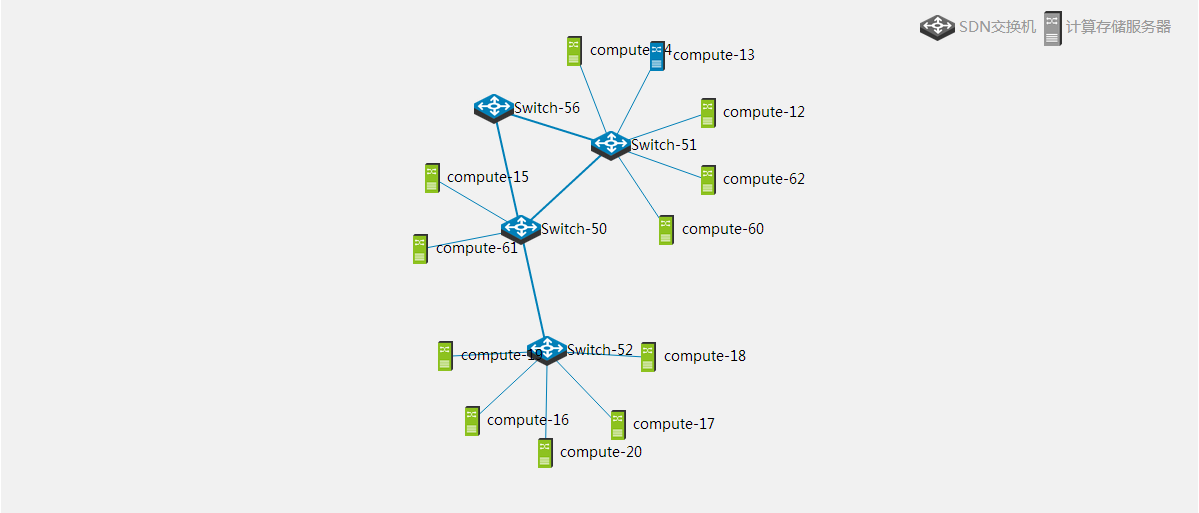 SDN交换机
计算存储服务器
compute-13
Switch-56
compute-12
Switch-51
compute-15
compute-62
Switch-50
compute-60
compute-61
Switch-52
compute-19
compute-18
compute-16
compute-17
compute-20